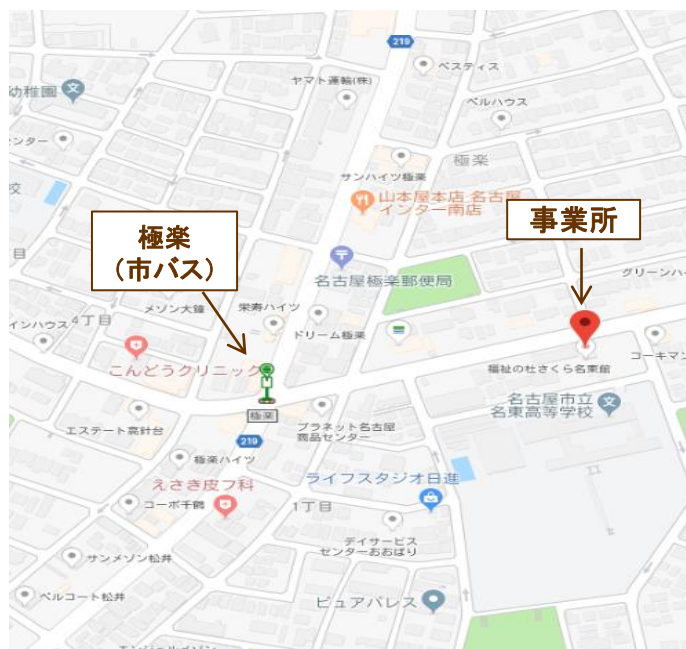 219
ベスティス
ヤマト運輸(株)
幼稚園
ベルハウス
ンター
極楽
サンハイツ極楽
校
山本屋本店 名古屋
インター南店
極楽
(市バス)
事業所
目
名古屋極楽郵便局
グリーンハイ
メゾン大鐘
栄寿ハイツ
4丁目
インハウス
ドリーム極楽
こんどうクリニック
コーキマン
福祉の杜さくら名東館
極楽
名古屋市立
名東高等学校
エステート高針台
プラネット名古屋
商品センター
219
極楽ハイツ
えさき皮フ科
ライフスタジオ日進
コーポ千鶴
1丁目
デイサービス
センターおおばり
サンメゾン松井
ベルコート松井
ピュアパレス